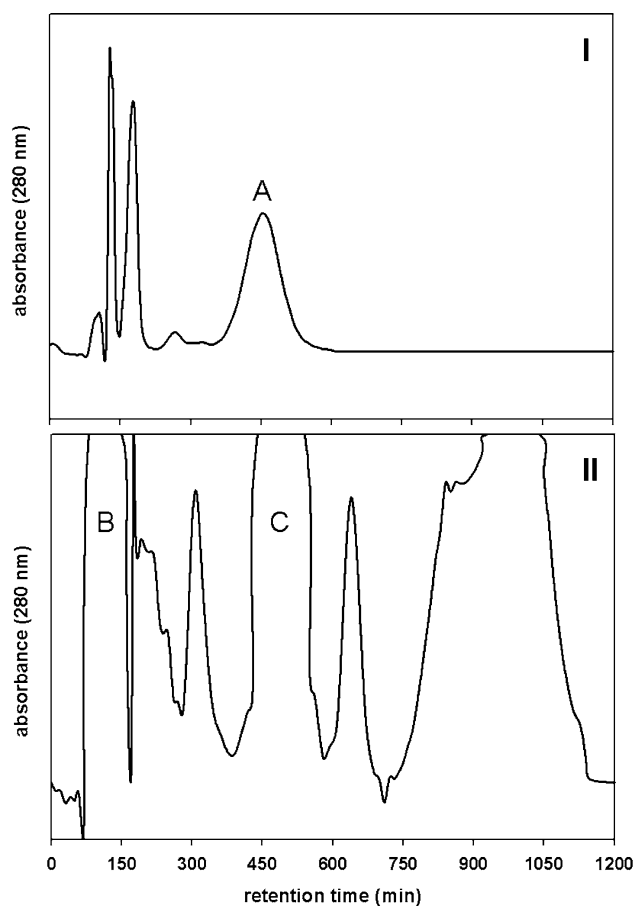 I
A
absorbance (280 nm)
II
B
C
absorbance (280 nm)
0 150 300 450 600 750 900 1050 1200
retention time (min)